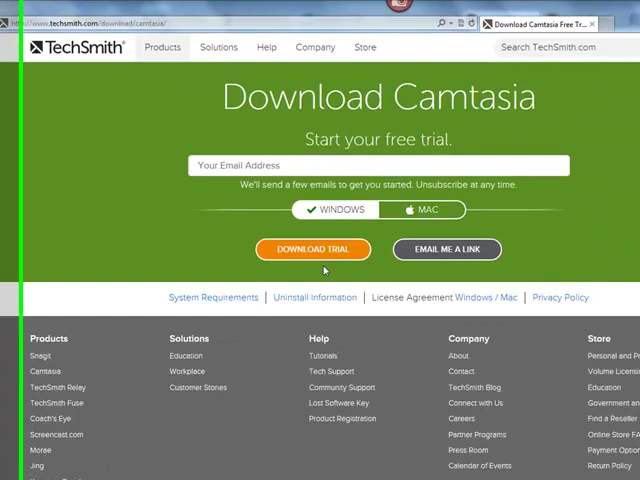 http://www.techsmith.com/download/camtasia/
Download Camtasia Free Tr...
TechSmith
Products
Solutions
Help
Company
Store
Search TechSmith.com
Download Camtasia
Start your free trial.
Your Email Address
We'll send a few emails to get you started. Unsubscribe at any time.
WINDOWS
MAC
DOWNLOAD TRIAL
EMAIL ME A LINK
System Requirements
Uninstall Information
License Agreement Windows / Mac
Privacy Policy
Products
Solutions
Help
Company
Store
Snagit
Education
Tutorials
About
Personal and P
Camtasia
Workplace
Tech Support
Contact
Volume Licensi
TechSmith Relay
Customer Stories
Community Support
TechSmith Blog
Education
TechSmith Fuse
Lost Software Key
Connect with Us
Government an
Coach's Eye
Product Registration
Careers
Find a Reseller
Screencast.com
Partner Programs
Online Store FA
Morae
Press Room
Payment Option
Jing
Calendar of Events
Return Policy